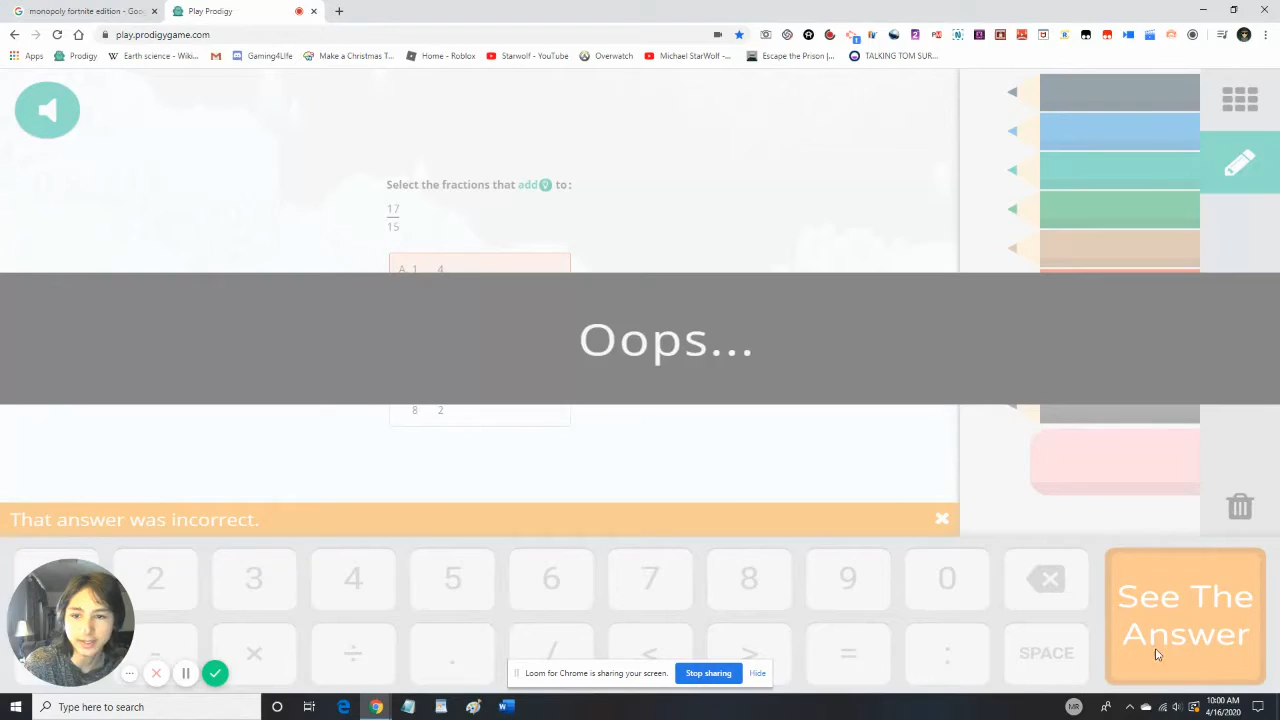 monopoly fortnite edition - Goog
Play Prodigy
play.prodigygame.com
Apps
Prodigy
Earth science - Wiki...
Gaming4Life
Make a Christmas T...
Home - Roblox
Starwolf - YouTube
Overwatch
Michael StarWolf -...
Escape the Prison |...
TALKING TOM SUR...
Select the fractions that add to:
17
15
A. 1 4
Oops...
8 2
That answer was incorrect.
2 3 4 5 6 7 8 9 0
- × ÷ . / < > = : SPACE
See The
Answer
Loom for Chrome is sharing your screen.
Stop sharing
Hide
Type here to search
MR
10:00 AM
4/16/2020